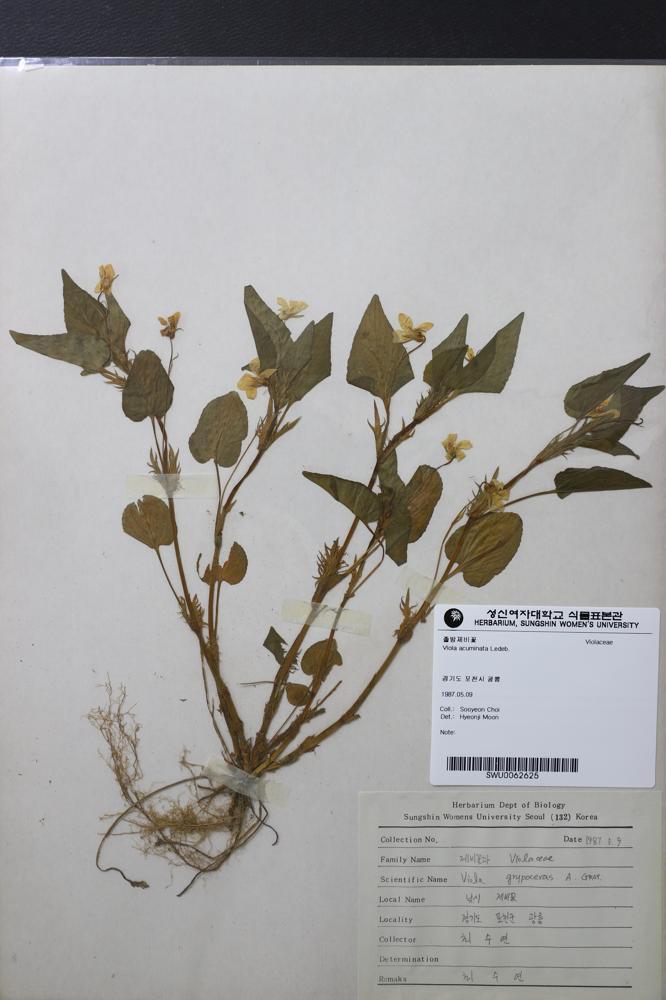 성신여자대학교 식물표본관
HERBARIUM, SUNGSHIN WOMEN'S UNIVERSITY
졸방제비꽃 Violaceae
Viola acuminata Ledeb.
경기도 포천시 광릉
1987.05.09
Coll.: Sooyeon Choi
Det.: Hyeonji Moon
Note:
SWU0062625
Herbarium Dept of Biology
Sungshin Womens University Seoul (132) Korea
Collection No. Date 1987. 5. 9
Family Name 제비꽃과 Violaceae
Scientific Name Viola grypoceras A. Gray.
Local Name 낚시 제비꽃
Locality 경기도 포천군 광릉
Collector 최 수 연
Determination
Remaks 최 수 연